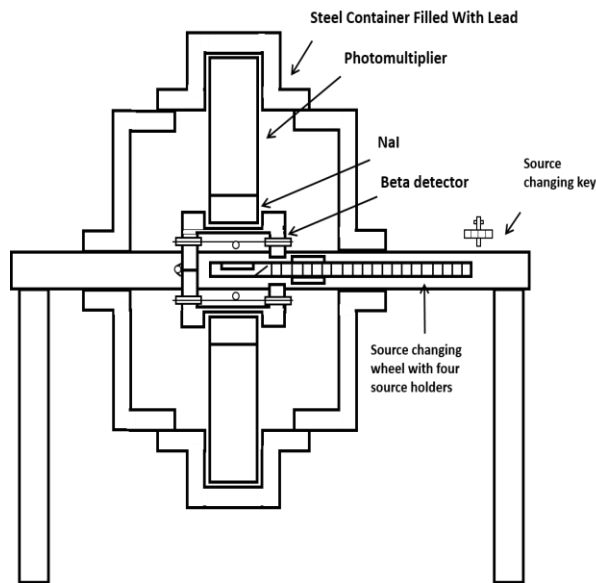 Steel Container Filled With Lead
Photomultiplier
NaI
Beta detector
Source
changing key
Source changing
wheel with four
source holders